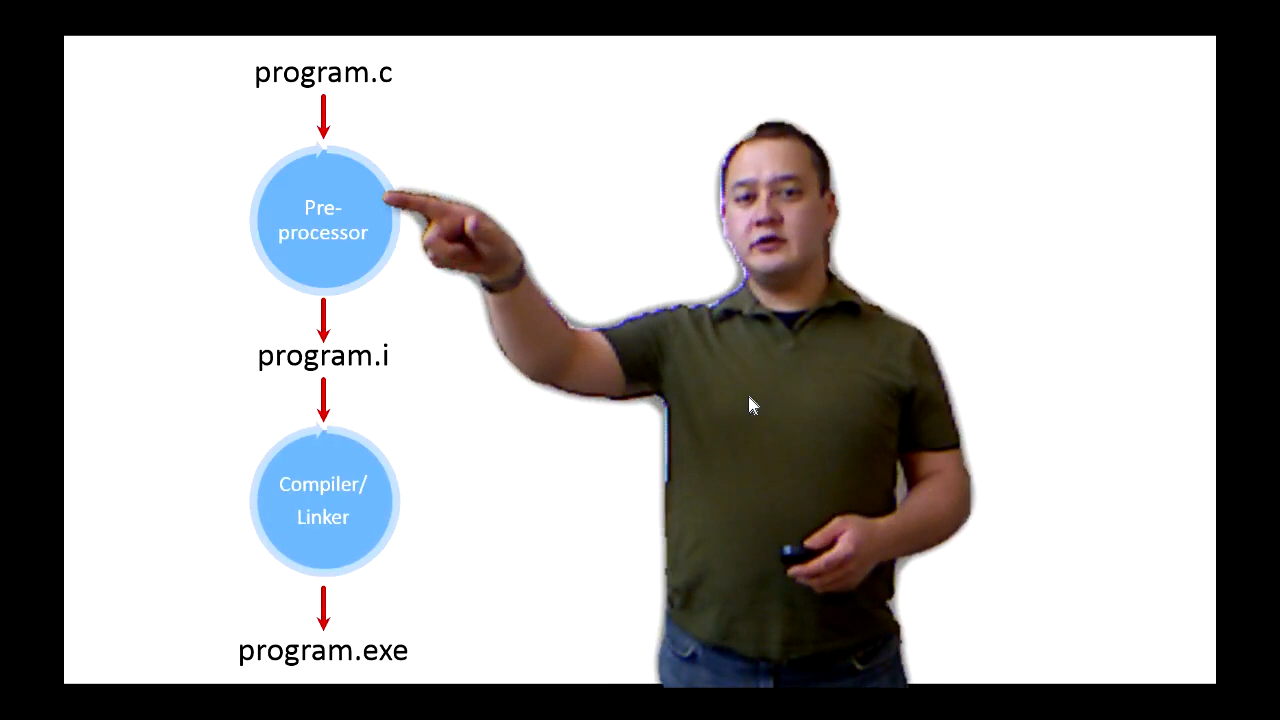 program.c
Pre-
processor
program.i
Compiler/
Linker
program.exe